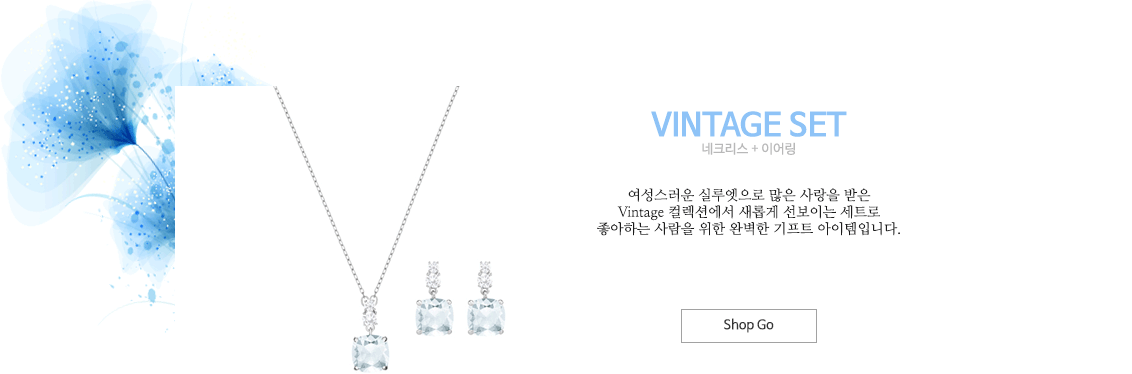 VINTAGE SET
네크리스 + 이어링
여성스러운 실루엣으로 많은 사랑을 받은
Vintage 컬렉션에서 새롭게 선보이는 세트로
좋아하는 사람을 위한 완벽한 기프트 아이템입니다.
Shop Go